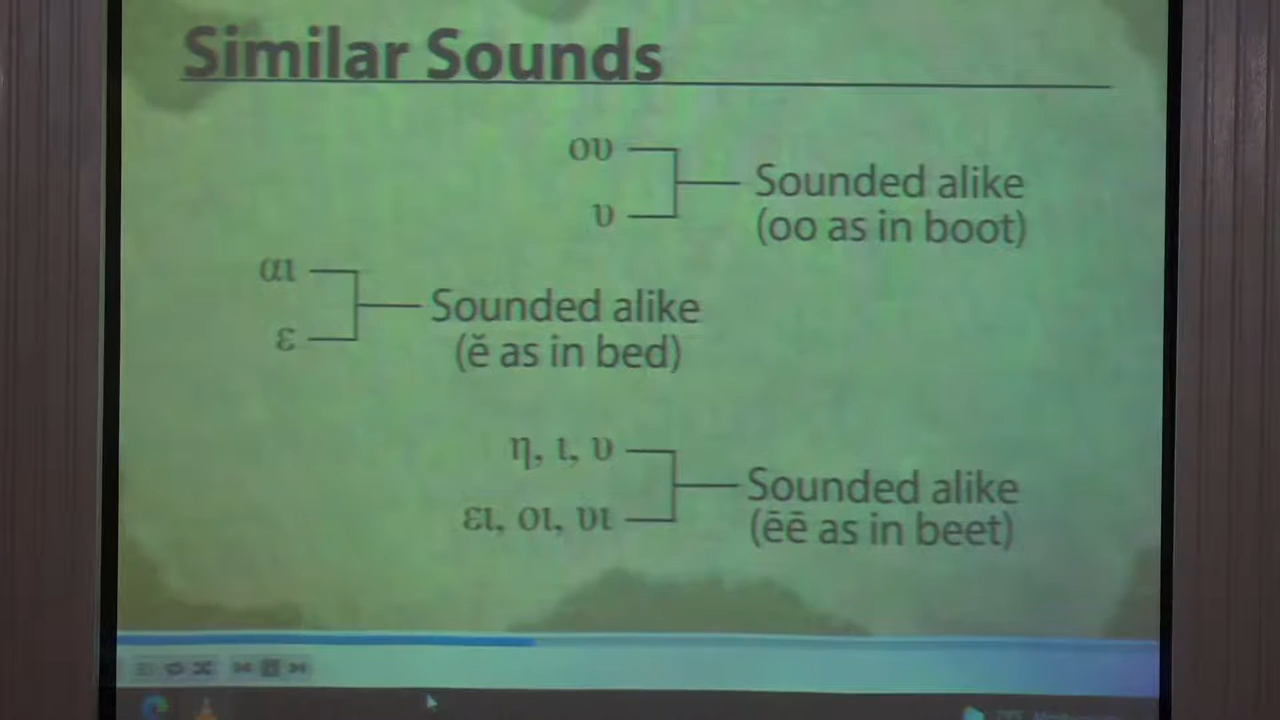 Similar Sounds
ου
Sounded alike
υ
(oo as in boot)
αι
Sounded alike
ε
(ĕ as in bed)
η, ι, υ
Sounded alike
ει, οι, υι
(ēē as in beet)